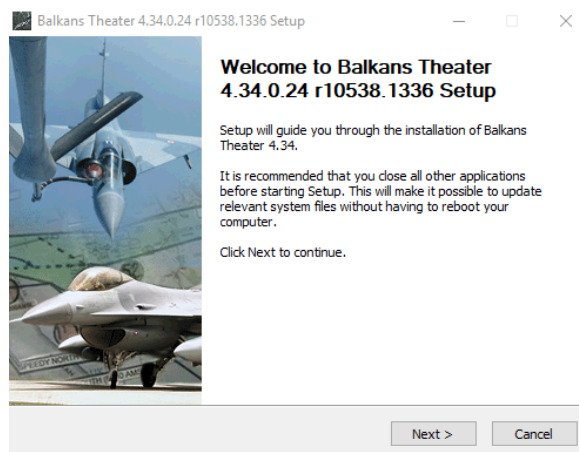 Balkans Theater 4.34.0.24 r10538.1336 Setup
Welcome to Balkans Theater
4.34.0.24 r10538.1336 Setup
Setup will guide you through the installation of Balkans
Theater 4.34.
It is recommended that you close all other applications
before starting Setup. This will make it possible to update
relevant system files without having to reboot your
computer.
Click Next to continue.
SPEEDY NORTH
Next >
Cancel